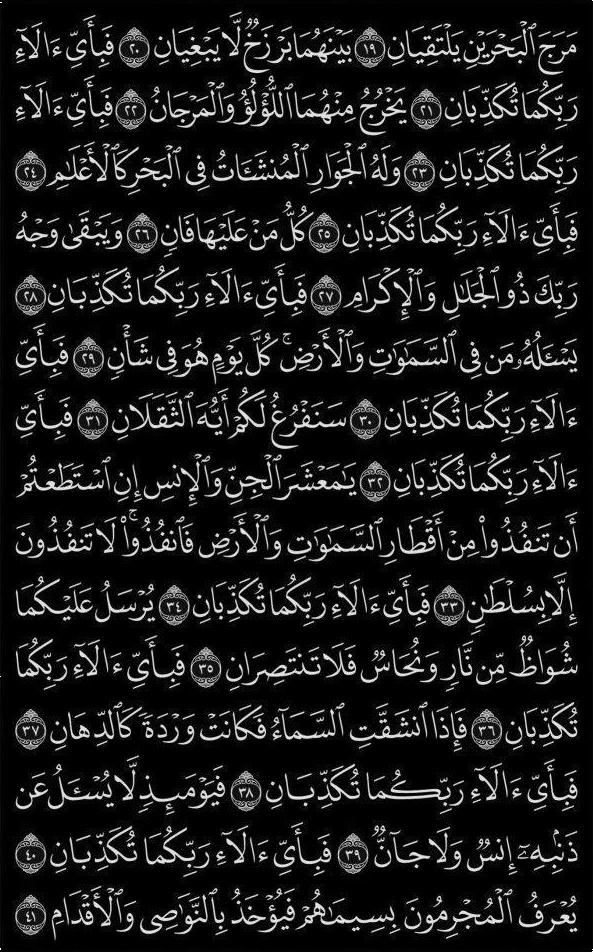 مَرَجَ ٱلۡبَحۡرَيۡنِ يَلۡتَقِيَانِ ١٩ بَيۡنَهُمَا بَرۡزَخٞ لَّا يَبۡغِيَانِ ٢٠ فَبِأَيِّ ءَالَآءِ
رَبِّكُمَا تُكَذِّبَانِ ٢١ يَخۡرُجُ مِنۡهُمَا ٱللُّؤۡلُؤُ وَٱلۡمَرۡجَانُ ٢٢ فَبِأَيِّ ءَالَآءِ
رَبِّكُمَا تُكَذِّبَانِ ٢٣ وَلَهُ ٱلۡجَوَارِ ٱلۡمُنشَـَٔاتُ فِي ٱلۡبَحۡرِ كَٱلۡأَعۡلَٰمِ ٢٤
فَبِأَيِّ ءَالَآءِ رَبِّكُمَا تُكَذِّبَانِ ٢٥ كُلُّ مَنۡ عَلَيۡهَا فَانٖ ٢٦ وَيَبۡقَىٰ وَجۡهُ
رَبِّكَ ذُو ٱلۡجَلَٰلِ وَٱلۡإِكۡرَامِ ٢٧ فَبِأَيِّ ءَالَآءِ رَبِّكُمَا تُكَذِّبَانِ ٢٨
يَسۡـَٔلُهُۥ مَن فِي ٱلسَّمَٰوَٰتِ وَٱلۡأَرۡضِۚ كُلَّ يَوۡمٍ هُوَ فِي شَأۡنٖ ٢٩ فَبِأَيِّ
ءَالَآءِ رَبِّكُمَا تُكَذِّبَانِ ٣٠ سَنَفۡرُغُ لَكُمۡ أَيُّهَ ٱلثَّقَلَانِ ٣١ فَبِأَيِّ
ءَالَآءِ رَبِّكُمَا تُكَذِّبَانِ ٣٢ يَٰمَعۡشَرَ ٱلۡجِنِّ وَٱلۡإِنسِ إِنِ ٱسۡتَطَعۡتُمۡ
أَن تَنفُذُواْ مِنۡ أَقۡطَارِ ٱلسَّمَٰوَٰتِ وَٱلۡأَرۡضِ فَٱنفُذُواْۚ لَا تَنفُذُونَ
إِلَّا بِسُلۡطَٰنٖ ٣٣ فَبِأَيِّ ءَالَآءِ رَبِّكُمَا تُكَذِّبَانِ ٣٤ يُرۡسَلُ عَلَيۡكُمَا
شُوَاظٞ مِّن نَّارٖ وَنُحَاسٞ فَلَا تَنتَصِرَانِ ٣٥ فَبِأَيِّ ءَالَآءِ رَبِّكُمَا
تُكَذِّبَانِ ٣٦ فَإِذَا ٱنشَقَّتِ ٱلسَّمَآءُ فَكَانَتۡ وَرۡدَةٗ كَٱلدِّهَانِ ٣٧
فَبِأَيِّ ءَالَآءِ رَبِّكُمَا تُكَذِّبَانِ ٣٨ فَيَوۡمَئِذٖ لَّا يُسۡـَٔلُ عَن
ذَنۢبِهِۦٓ إِنسٞ وَلَا جَآنّٞ ٣٩ فَبِأَيِّ ءَالَآءِ رَبِّكُمَا تُكَذِّبَانِ ٤٠
يُعۡرَفُ ٱلۡمُجۡرِمُونَ بِسِيمَٰهُمۡ فَيُؤۡخَذُ بِٱلنَّوَٰصِي وَٱلۡأَقۡدَامِ ٤١